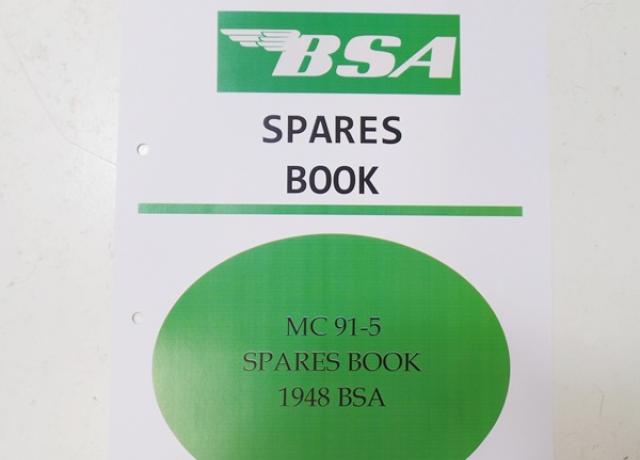 BSA
SPARES
BOOK
MC 91-5
SPARES BOOK
1948 BSA